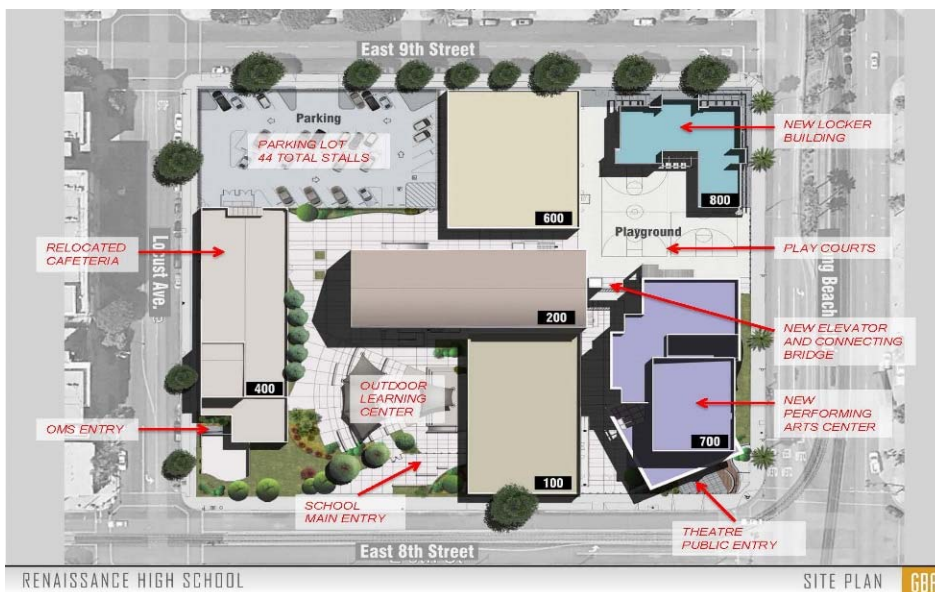 East 9th Street
Parking
PARKING LOT
44 TOTAL STALLS
NEW LOCKER
BUILDING
800
600
RELOCATED
CAFETERIA
Locust Ave.
Playground
PLAY COURTS
Beach
200
NEW ELEVATOR
AND CONNECTING
BRIDGE
400
OUTDOOR
LEARNING
CENTER
OMS ENTRY
NEW
PERFORMING
ARTS CENTER
700
100
SCHOOL
MAIN ENTRY
THEATRE
PUBLIC ENTRY
East 8th Street
RENAISSANCE HIGH SCHOOL
SITE PLAN